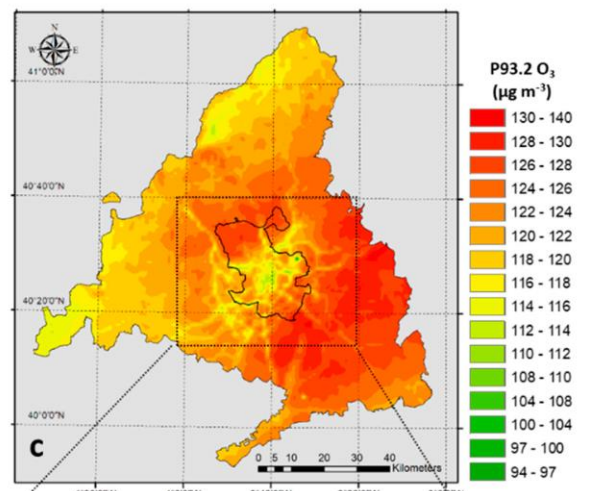 N
W E
S
41°0'0"N
40°40'0"N
40°20'0"N
40°0'0"N
C
0 5 10 20 30 40
Kilometers
P93.2 O₃
(µg m⁻³)
130 - 140
128 - 130
126 - 128
124 - 126
122 - 124
120 - 122
118 - 120
116 - 118
114 - 116
112 - 114
110 - 112
108 - 110
104 - 108
100 - 104
97 - 100
94 - 97